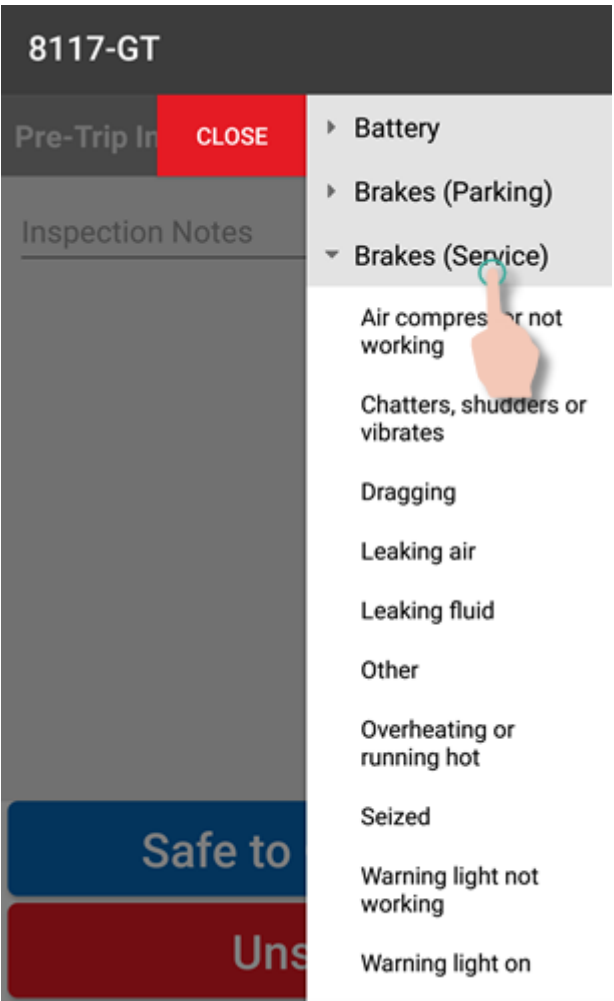 8117-GT
Pre-Trip In
CLOSE
Inspection Notes
Safe to
Uns
Battery
Brakes (Parking)
Brakes (Service)
Air compres or not
working
Chatters, shudders or
vibrates
Dragging
Leaking air
Leaking fluid
Other
Overheating or
running hot
Seized
Warning light not
working
Warning light on